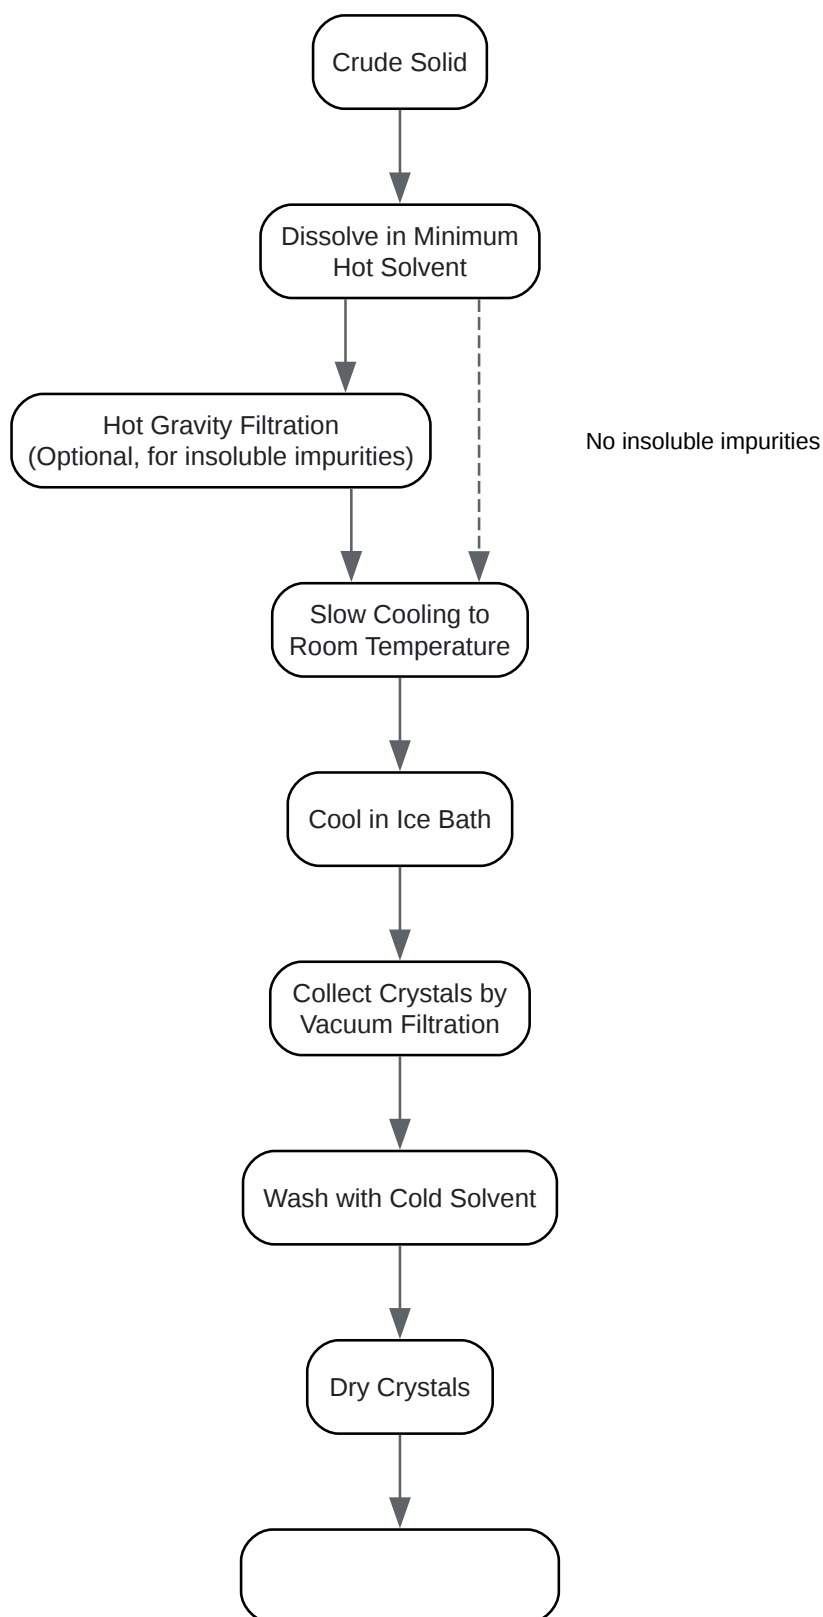 Crude Solid
Dissolve in Minimum
Hot Solvent
Hot Gravity Filtration
(Optional, for insoluble impurities)
No insoluble impurities
Slow Cooling to
Room Temperature
Cool in Ice Bath
Collect Crystals by
Vacuum Filtration
Wash with Cold Solvent
Dry Crystals